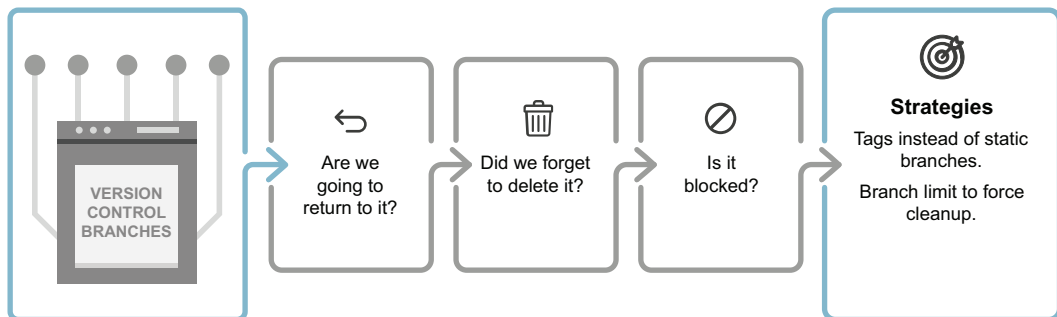 VERSION
CONTROL
BRANCHES
Are we
going to
return to it?
Did we forget
to delete it?
Is it
blocked?
Strategies
Tags instead of static
branches.
Branch limit to force
cleanup.